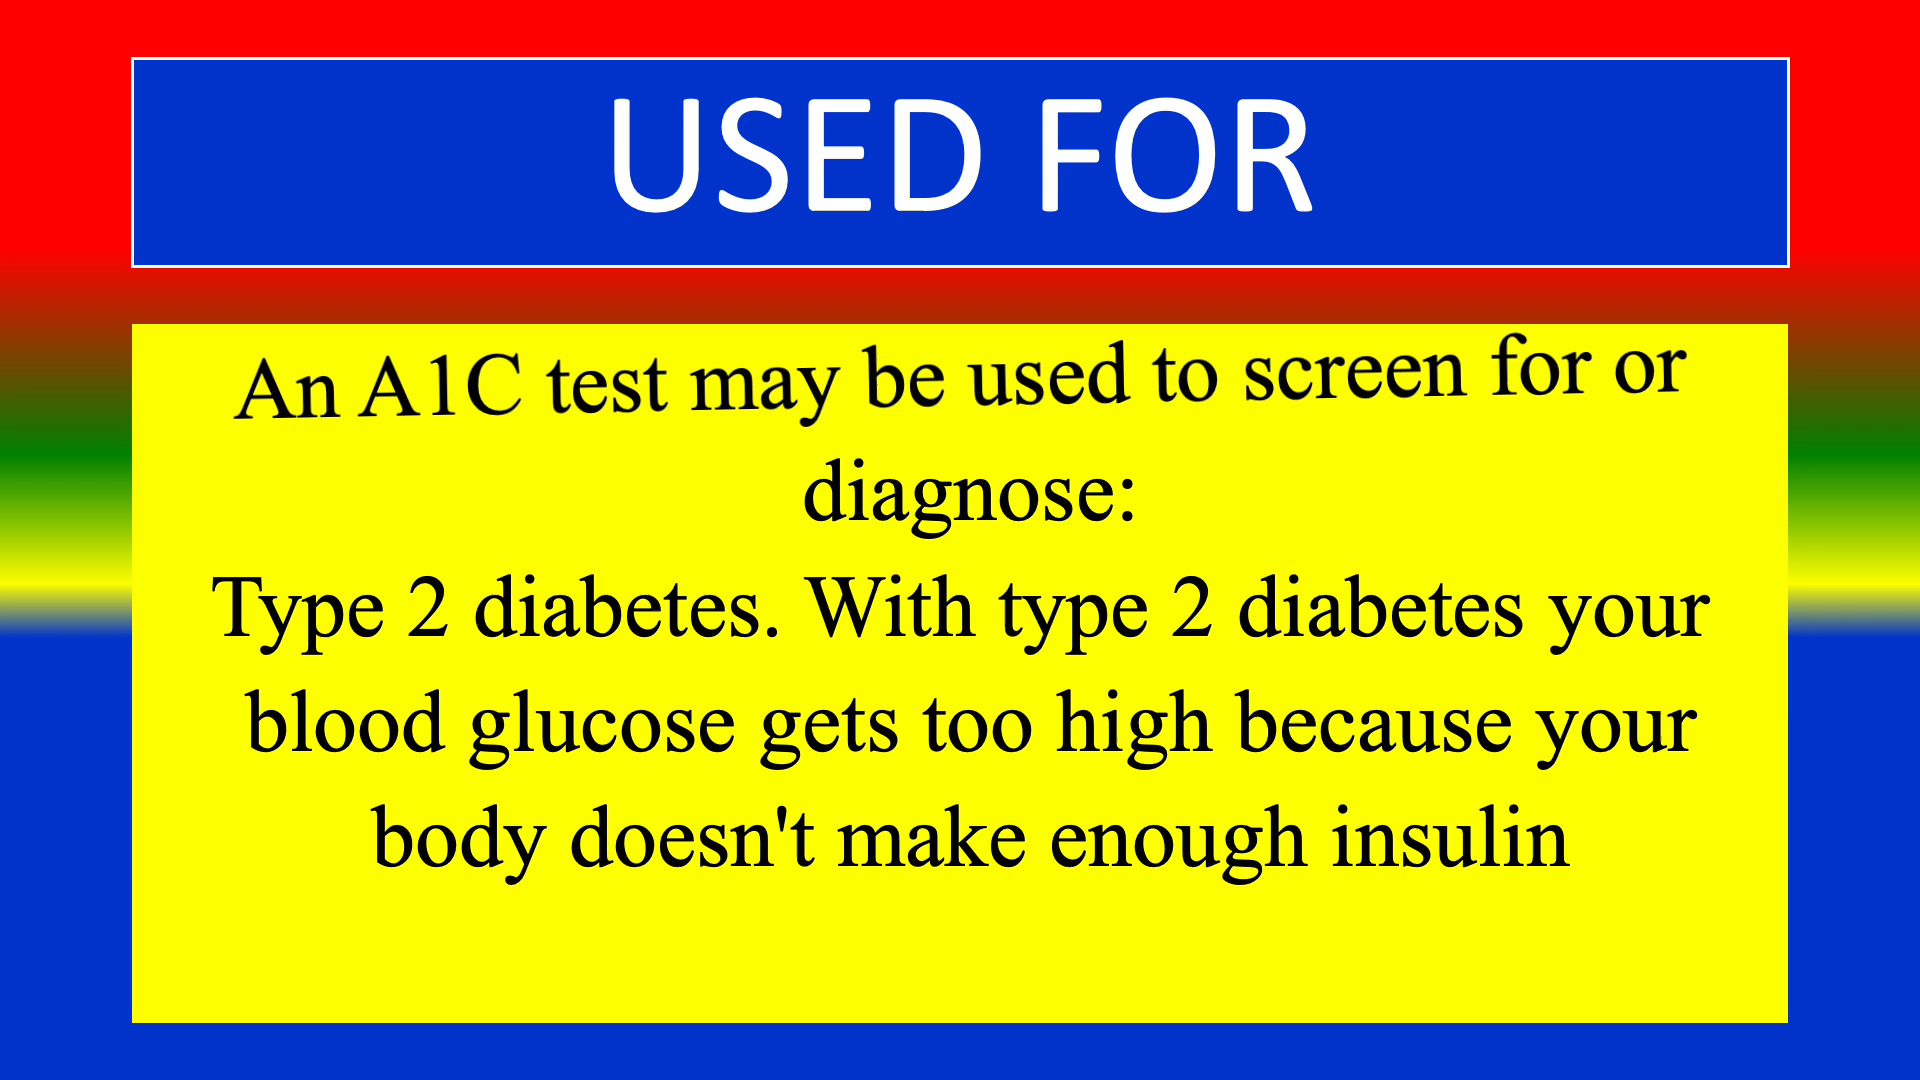 USED FOR
An A1C test may be used to screen for or
diagnose:
Type 2 diabetes. With type 2 diabetes your
blood glucose gets too high because your
body doesn't make enough insulin